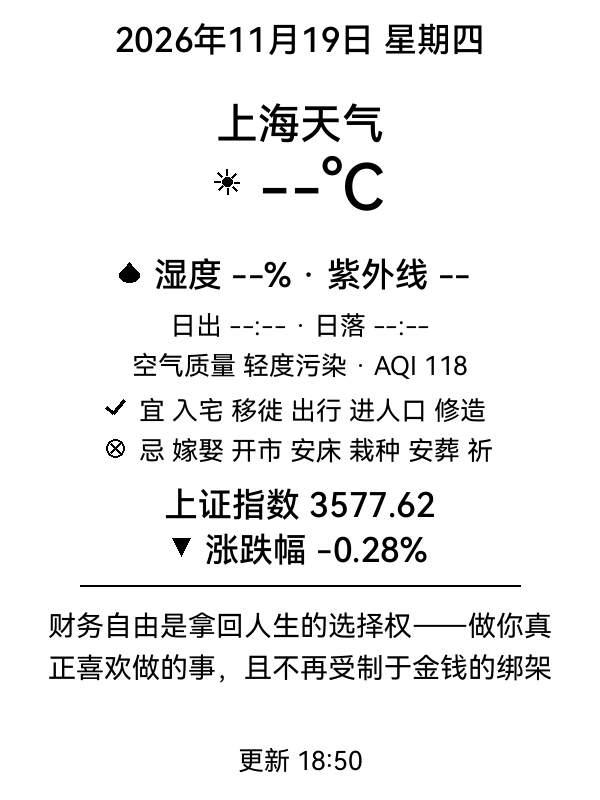 2026年11月19日 星期四
上海天气
--°C
湿度 --% · 紫外线 --
日出 --:-- · 日落 --:--
空气质量 轻度污染 · AQI 118
宜 入宅 移徙 出行 进人口 修造
忌 嫁娶 开市 安床 栽种 安葬 祈
上证指数 3577.62
▼ 涨跌幅 -0.28%
财务自由是拿回人生的选择权——做你真
正喜欢做的事，且不再受制于金钱的绑架
更新 18:50